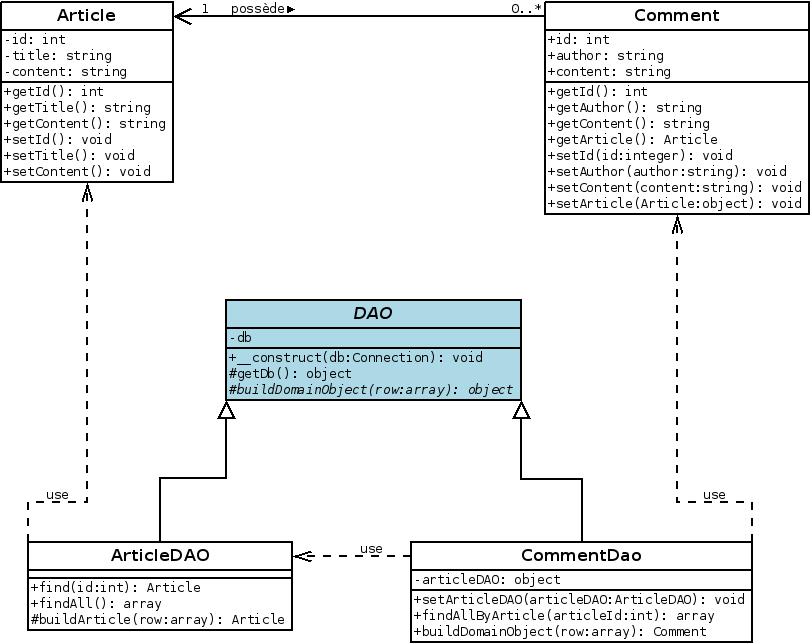 Article
-id: int
-title: string
-content: string
+getId(): int
+getTitle(): string
+getContent(): string
+setId(): void
+setTitle(): void
+setContent(): void
1 possède▶ 0..*
Comment
+id: int
+author: string
+content: string
+getId(): int
+getAuthor(): string
+getContent(): string
+getArticle(): Article
+setId(id:integer): void
+setAuthor(author:string): void
+setContent(content:string): void
+setArticle(Article:object): void
DAO
-db
+__construct(db:Connection): void
#getDb(): object
#buildDomainObject(row:array): object
use
use
ArticleDAO
+find(id:int): Article
+findAll(): array
#buildArticle(row:array): Article
use
CommentDao
-articleDAO: object
+setArticleDAO(articleDAO:ArticleDAO): void
+findAllByArticle(articleId:int): array
+buildDomainObject(row:array): Comment